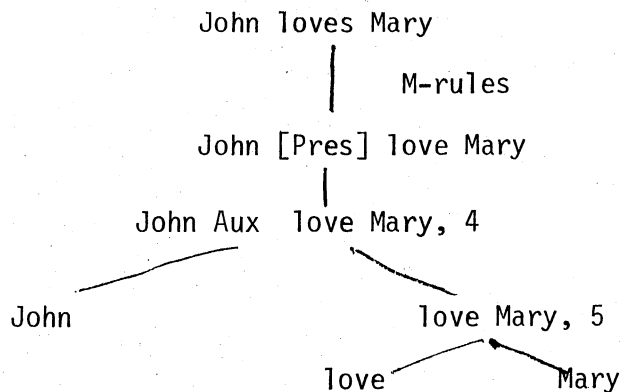 John loves Mary
M-rules
John [Pres] love Mary
John Aux love Mary, 4
John
love Mary, 5
love Mary